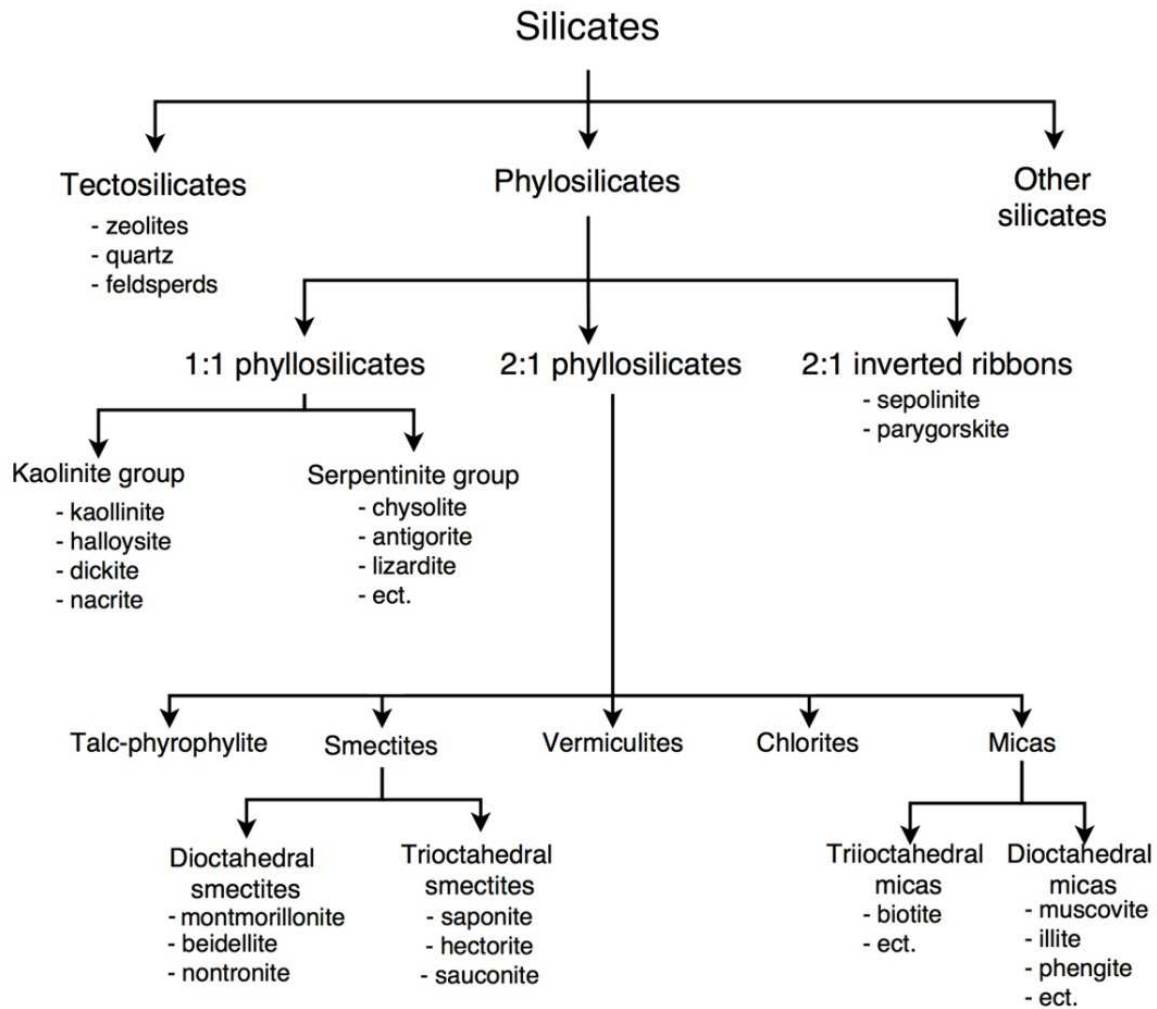 Silicates
Tectosilicates
- zeolites
- quartz
- feldsperds
Phylosilicates
Other
silicates
1:1 phyllosilicates
2:1 phyllosilicates
2:1 inverted ribbons
- sepolinite
- parygorskite
Kaolinite group
- kaollinite
- halloysite
- dickite
- nacrite
Serpentinite group
- chysolite
- antigorite
- lizardite
- ect.
Talc-phyrophylite
Smectites
Vermiculites
Chlorites
Micas
Dioctahedral
smectites
- montmorillonite
- beidellite
- nontronite
Trioctahedral
smectites
- saponite
- hectorite
- sauconite
Triioctahedral
micas
- biotite
- ect.
Dioctahedral
micas
- muscovite
- illite
- phengite
- ect.